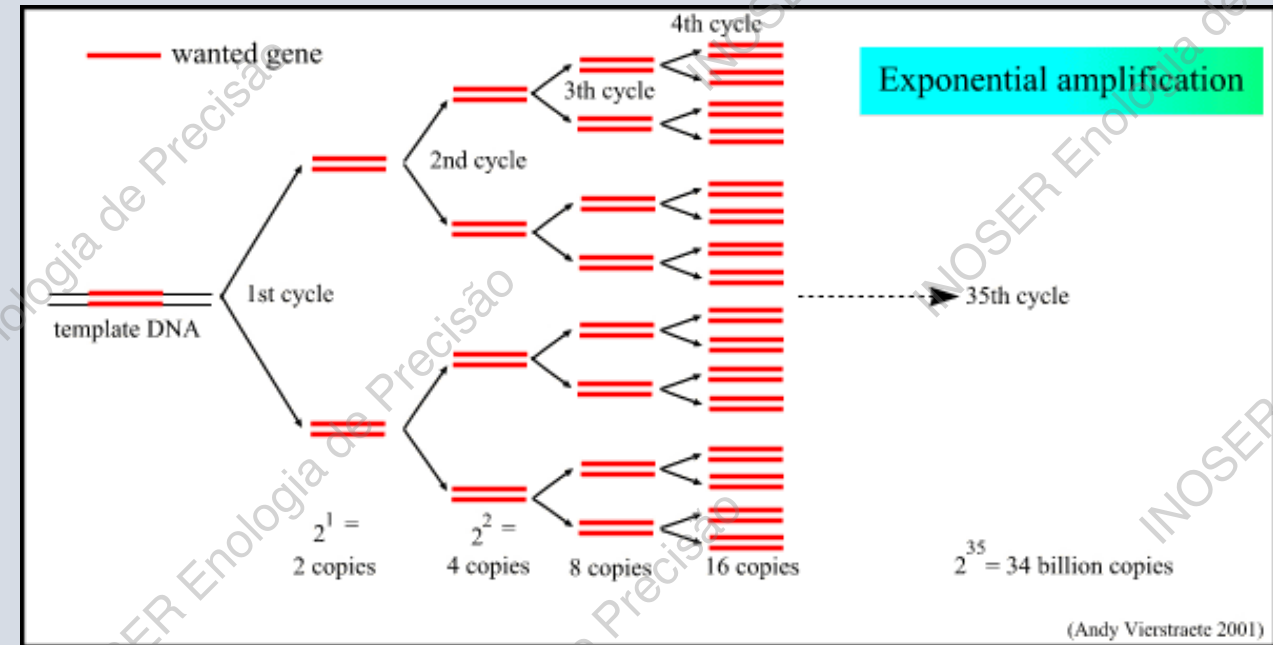 4th cycle
wanted gene
Exponential amplification
3th cycle
2nd cycle
1st cycle
35th cycle
template DNA
2^1 =
2 copies
2^2 =
4 copies
8 copies
16 copies
2^35 = 34 billion copies
(Andy Vierstraete 2001)
INOSER Enologia de
INOSER Enologia de Precisão
nologia de Precisão
INOSER
ER Enologia de Precisão
Precisão